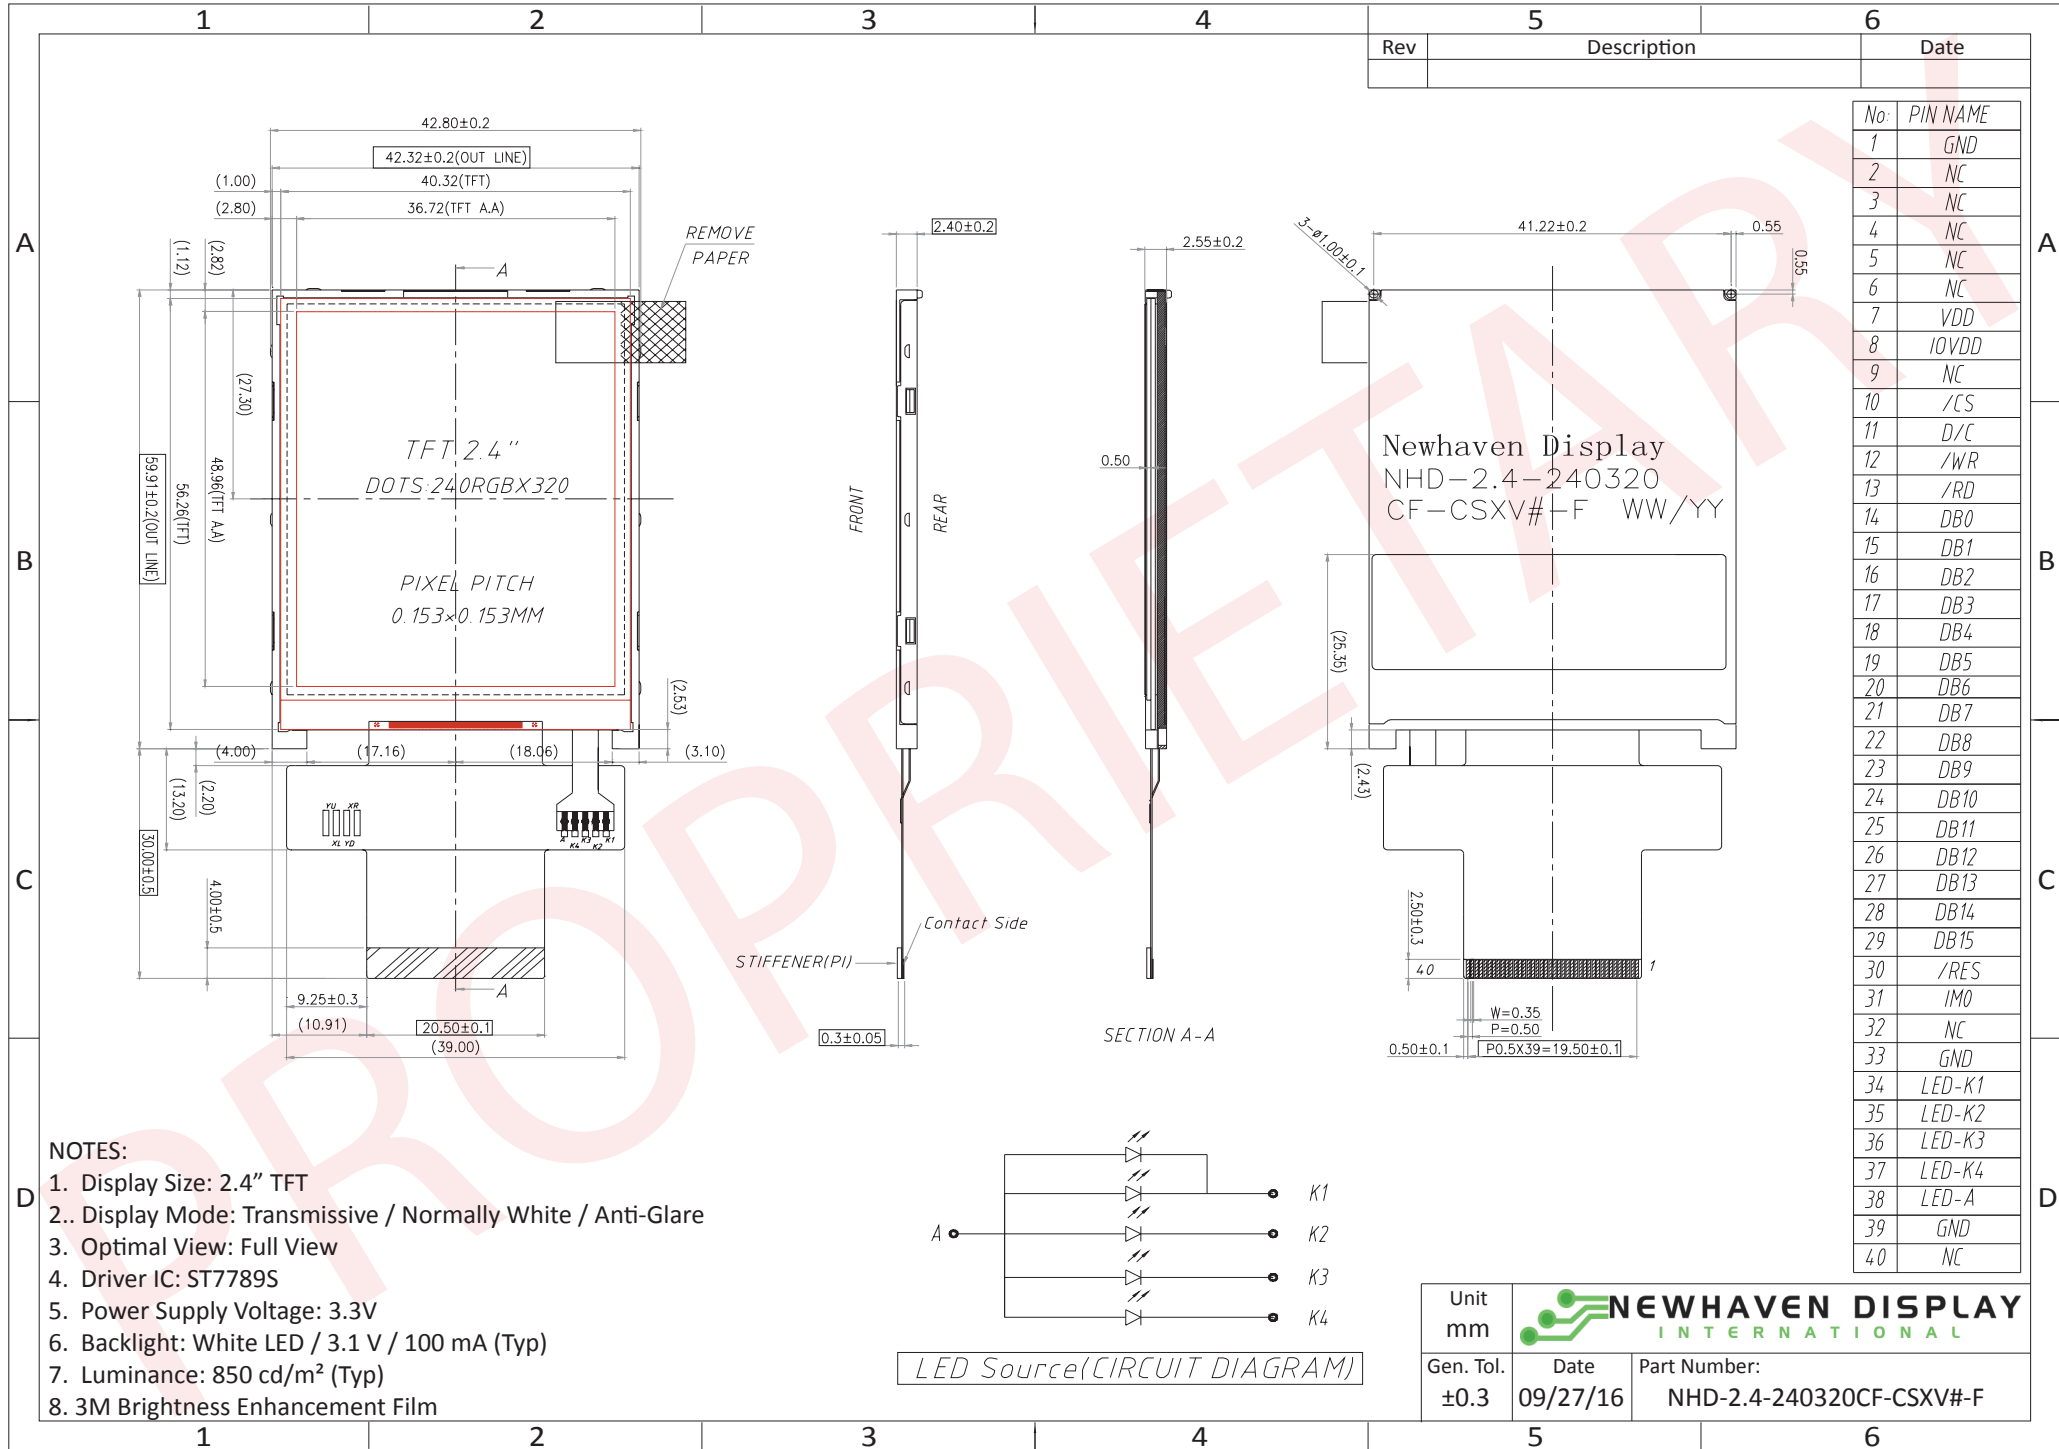 1 2 3 4 5 6
Rev Description Date
A
B
C
D
A
B
C
D
42.80±0.2
42.32±0.2(OUT LINE)
(1.00) 40.32(TFT)
(2.80) 36.72(TFT A.A)
(1.12)
(2.82)
REMOVE
PAPER
A
(27.30)
TFT 2.4"
DOTS:240RGBX320
PIXEL PITCH
0.153×0.153MM
59.91±0.2(OUT LINE)
56.26(TFT)
48.96(TFT A.A)
(2.53)
(4.00) (17.16) (18.06) (3.10)
(2.20)
(13.20)
30.00±0.5
4.00±0.5
YU XR
XL YD
A K3 K1
K4 K2
A
9.25±0.3
(10.91) 20.50±0.1
(39.00)
2.40±0.2
FRONT
REAR
Contact Side
STIFFENER(PI)
0.3±0.05
2.55±0.2
0.50
SECTION A-A
3-ø1.00±0.1
41.22±0.2 0.55
0.55
Newhaven Display
NHD-2.4-240320
CF-CSXV#-F WW/YY
(25.35)
(2.43)
2.50±0.3
40 1
W=0.35
P=0.50
0.50±0.1 P0.5X39=19.50±0.1
No: PIN NAME
1 GND
2 NC
3 NC
4 NC
5 NC
6 NC
7 VDD
8 IOVDD
9 NC
10 /CS
11 D/C
12 /WR
13 /RD
14 DB0
15 DB1
16 DB2
17 DB3
18 DB4
19 DB5
20 DB6
21 DB7
22 DB8
23 DB9
24 DB10
25 DB11
26 DB12
27 DB13
28 DB14
29 DB15
30 /RES
31 IM0
32 NC
33 GND
34 LED-K1
35 LED-K2
36 LED-K3
37 LED-K4
38 LED-A
39 GND
40 NC
PROPRIETARY
NOTES:
1. Display Size: 2.4” TFT
2.. Display Mode: Transmissive / Normally White / Anti-Glare
3. Optimal View: Full View
4. Driver IC: ST7789S
5. Power Supply Voltage: 3.3V
6. Backlight: White LED / 3.1 V / 100 mA (Typ)
7. Luminance: 850 cd/m² (Typ)
8. 3M Brightness Enhancement Film
A
K1
K2
K3
K4
LED Source(CIRCUIT DIAGRAM)
Unit
mm
NEWHAVEN DISPLAY
INTERNATIONAL
Gen. Tol.
±0.3
Date
09/27/16
Part Number:
NHD-2.4-240320CF-CSXV#-F
1 2 3 4 5 6